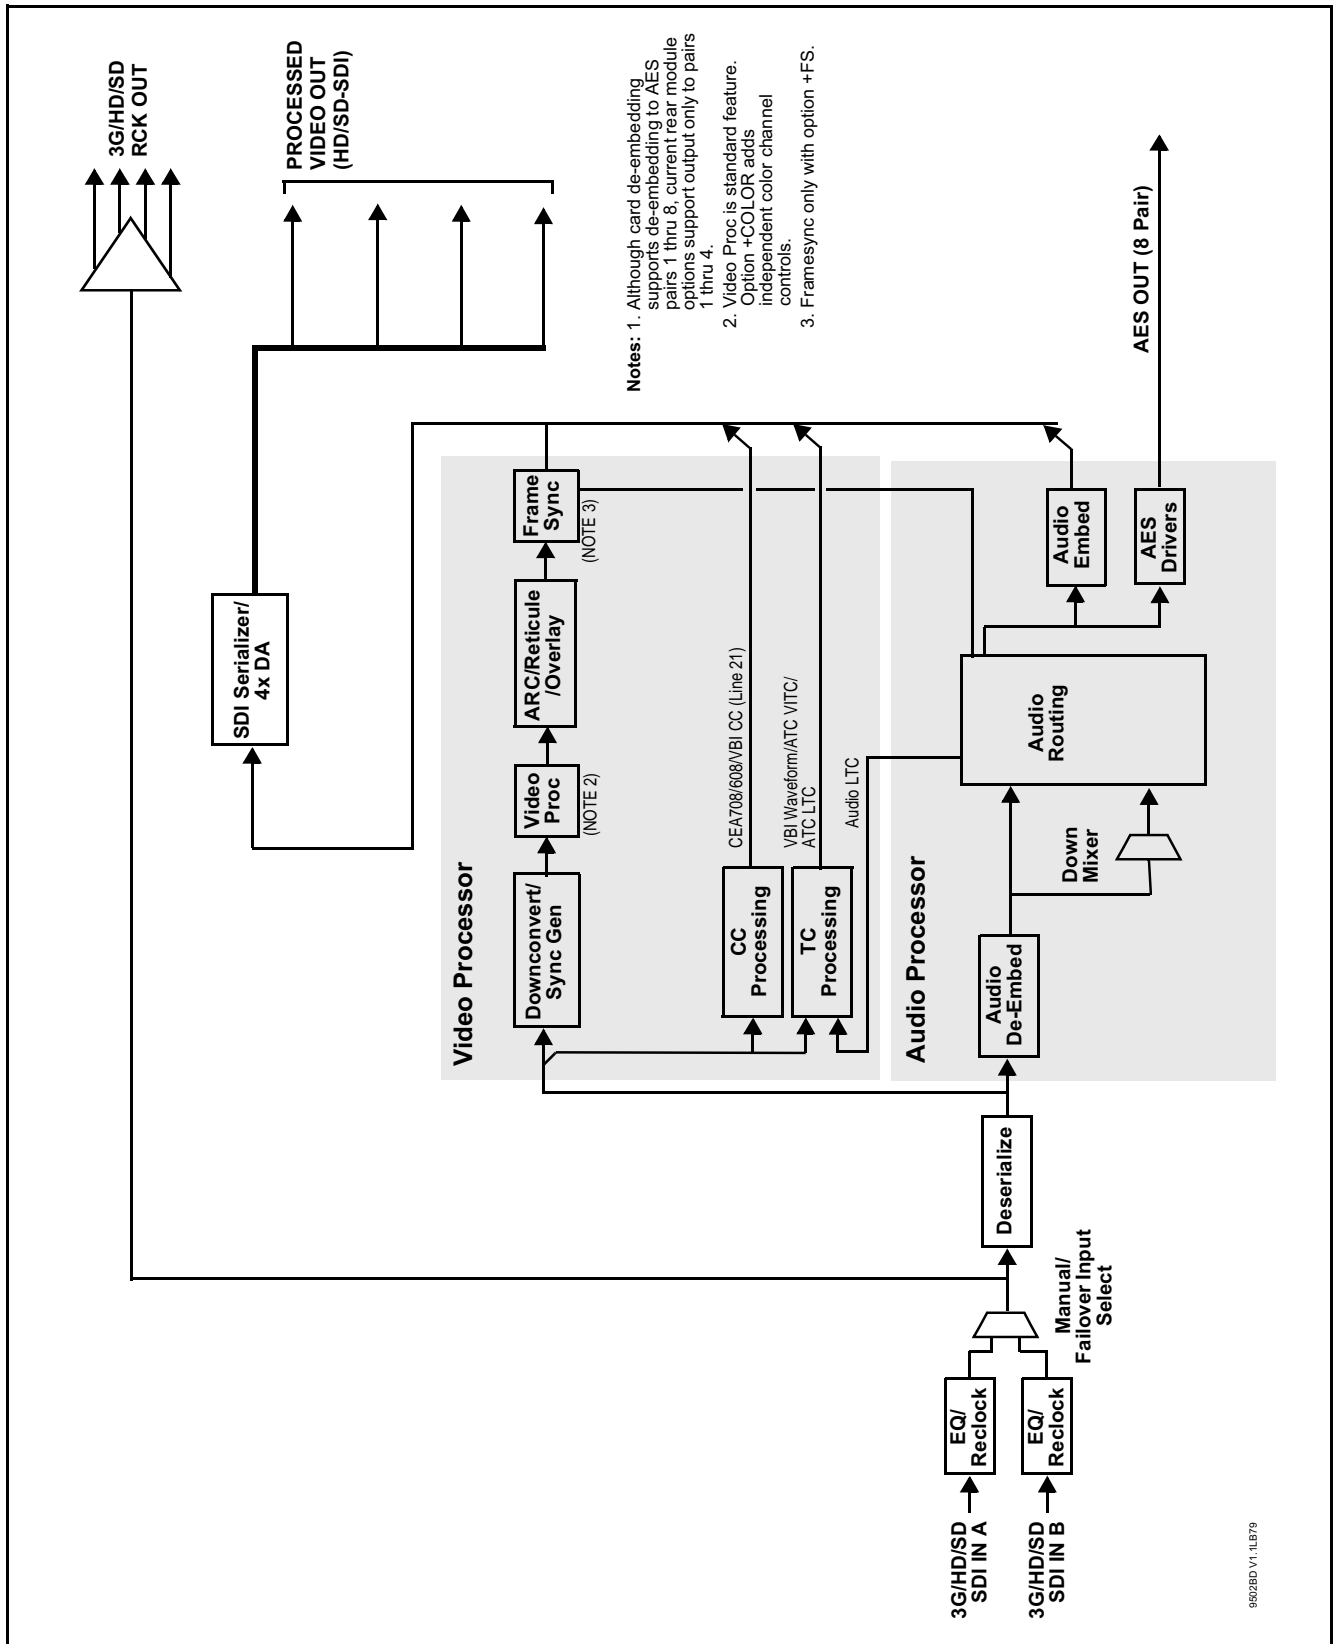 3G/HD/SD
RCK OUT
PROCESSED
VIDEO OUT
(HD/SD-SDI)
SDI Serializer/
4x DA
Notes: 1. Although card de-embedding
supports de-embedding to AES
pairs 1 thru 8, current rear module
options support output only to pairs
1 thru 4.
2. Video Proc is standard feature.
Option +COLOR adds
independent color channel
controls.
3. Framesync only with option +FS.
Video Processor
Downconvert/
Sync Gen
Video
Proc
(NOTE 2)
ARC/Reticule
/Overlay
Frame
Sync
(NOTE 3)
CC
Processing
CEA708/608/VBI CC (Line 21)
TC
Processing
VBI Waveform/ATC VITC/
ATC LTC
Audio LTC
Audio Processor
Audio
De-Embed
Down
Mixer
Audio
Routing
Audio
Embed
AES
Drivers
AES OUT (8 Pair)
3G/HD/SD
SDI IN A
EQ/
Reclock
3G/HD/SD
SDI IN B
EQ/
Reclock
Manual/
Failover Input
Select
Deserialize
9502BD V1.1LB79